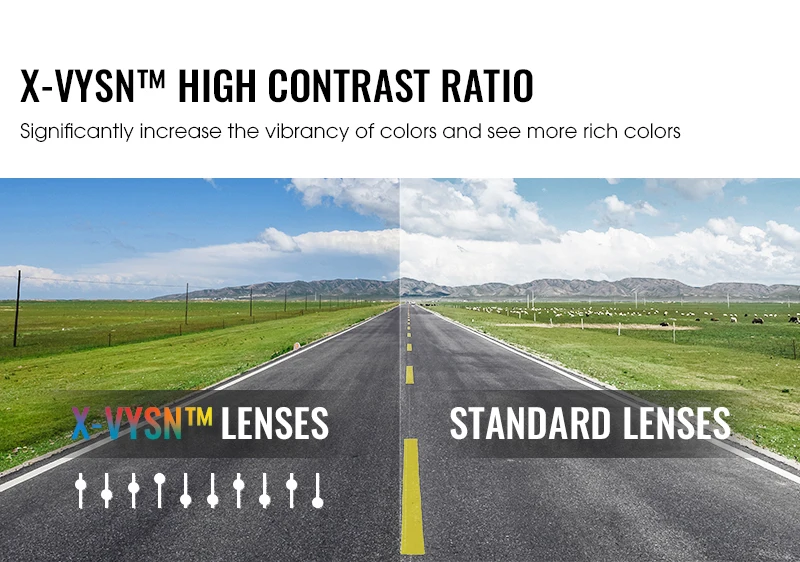 X-VYSN™ HIGH CONTRAST RATIO
Significantly increase the vibrancy of colors and see more rich colors
X-VYSN™ LENSES
STANDARD LENSES